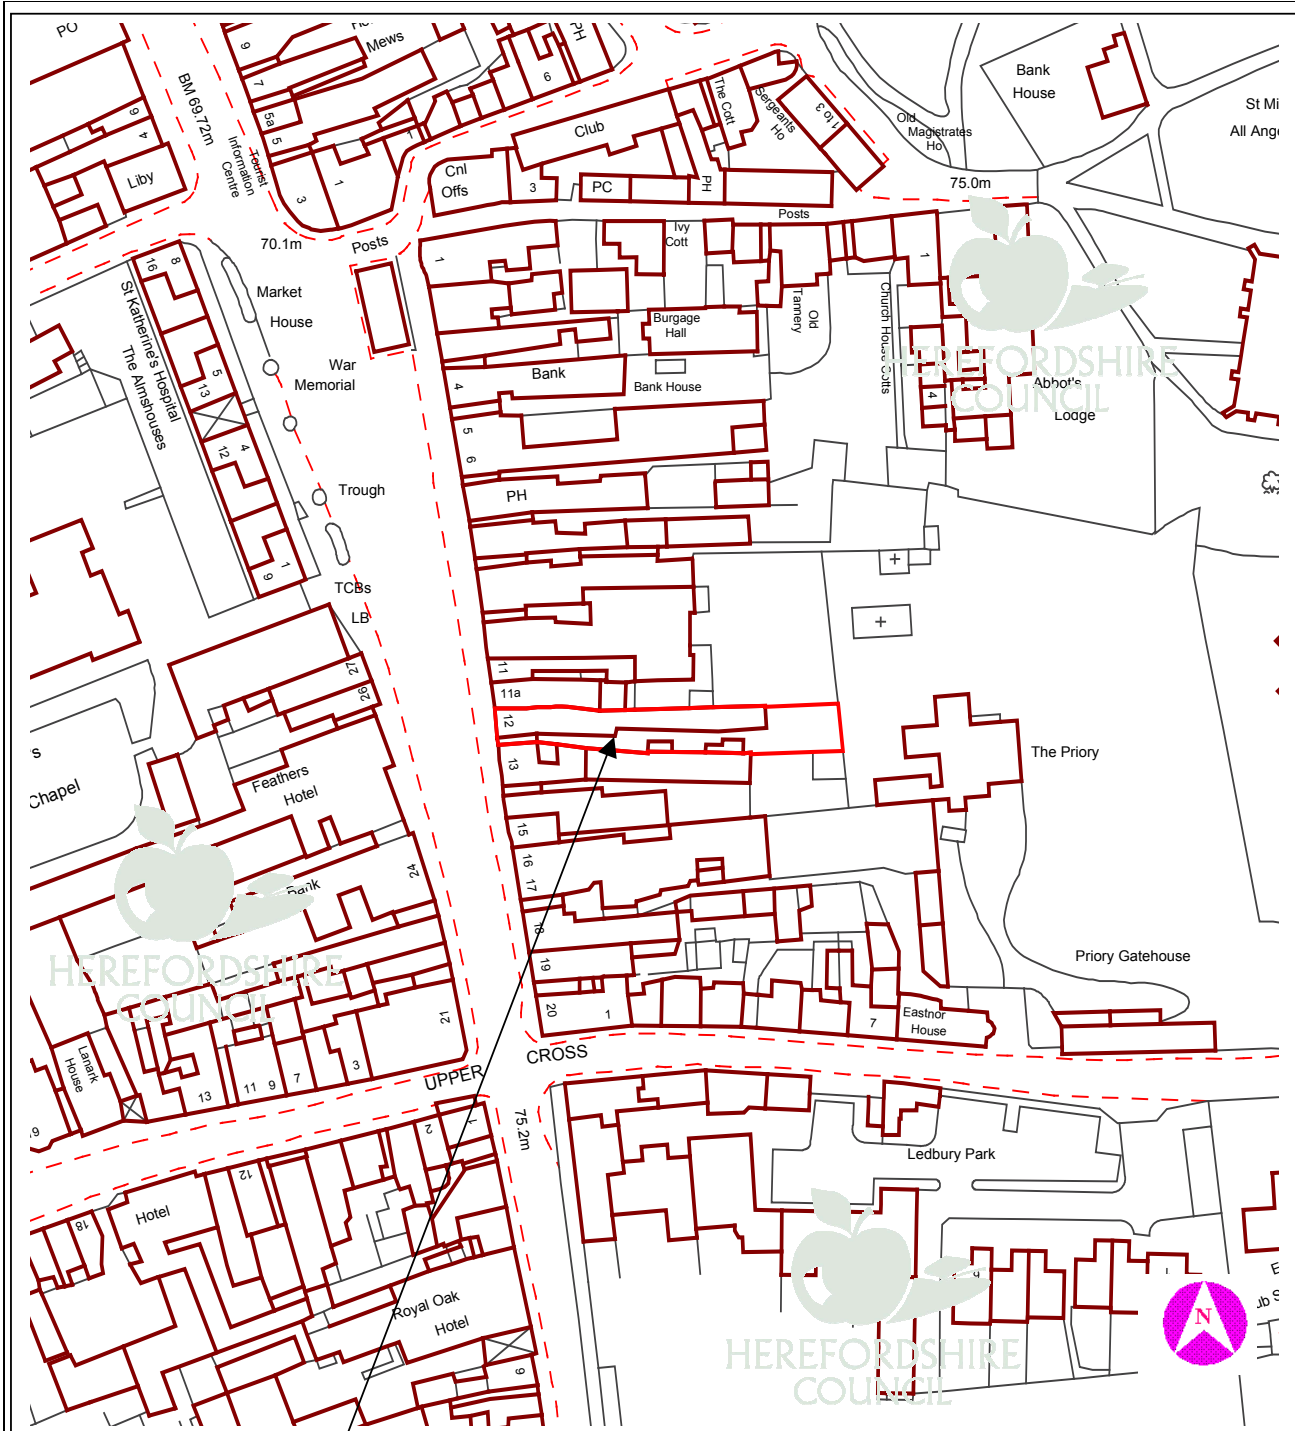 PO
BM 69.72m
9
7
5a
5
Mews
6
PH
The Cott
Sergeants
Ho
1 to 3
Old
Magistrates
Ho
Bank
House
St Mi
All Ange
9
4
Liby
Tourist
Information
Centre
3
1
Club
Cnl
Offs
3
PC
PH
Posts
75.0m
70.1m
Posts
1
Ivy
Cott
1
16
8
St Katherine's Hospital
The Almshouses
Market
House
Old
Tannery
Church House Cotts
Burgage
Hall
War
Memorial
5
13
4
Bank
Bank House
4
Abbot's
Lodge
HEREFORDSHIRE
COUNCIL
5
6
12
4
Trough
PH
9
1
TCBs
LB
27
26
11
11a
12
13
The Priory
s
Chapel
Feathers
Hotel
15
16
17
24
Bank
18
19
20
1
7
Eastnor
House
Priory Gatehouse
HEREFORDSHIRE
COUNCIL
21
Lanark
House
13
11
9
7
3
UPPER
CROSS
75.2m
19
12
2
1
Ledbury Park
18
Hotel
Royal Oak
Hotel
9
9
N
E
ub S
HEREFORDSHIRE
COUNCIL